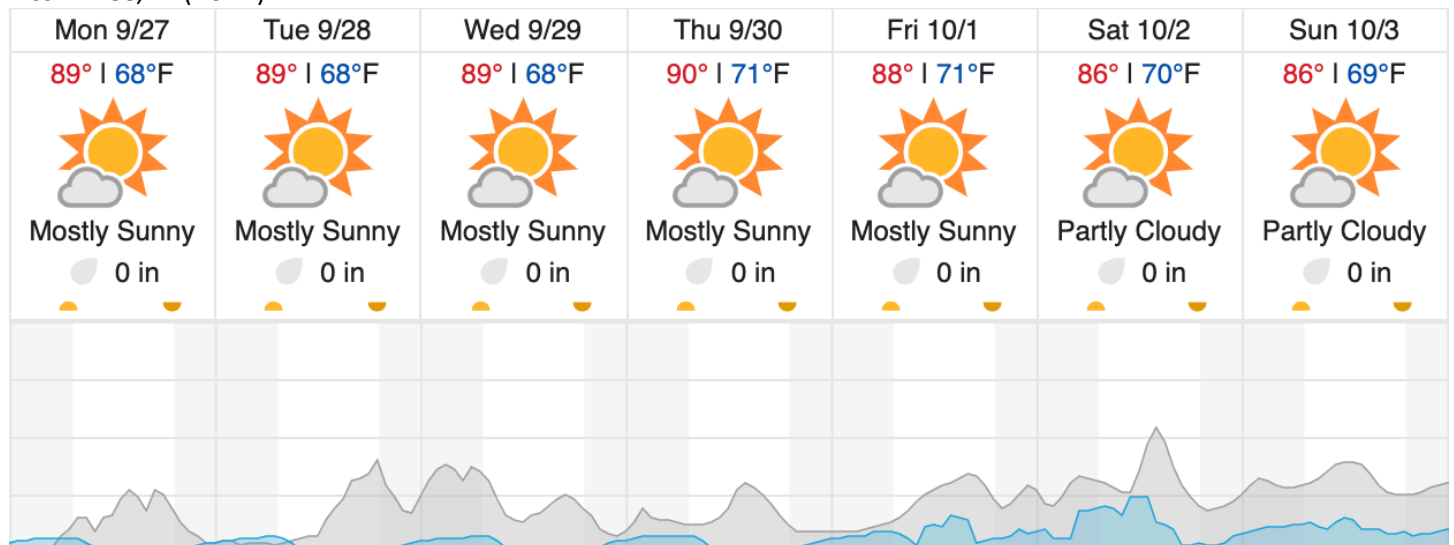 Mon 9/27 Tue 9/28 Wed 9/29 Thu 9/30 Fri 10/1 Sat 10/2 Sun 10/3
89° | 68°F 89° | 68°F 89° | 68°F 90° | 71°F 88° | 71°F 86° | 70°F 86° | 69°F
Mostly Sunny Mostly Sunny Mostly Sunny Mostly Sunny Mostly Sunny Partly Cloudy Partly Cloudy
0 in 0 in 0 in 0 in 0 in 0 in 0 in